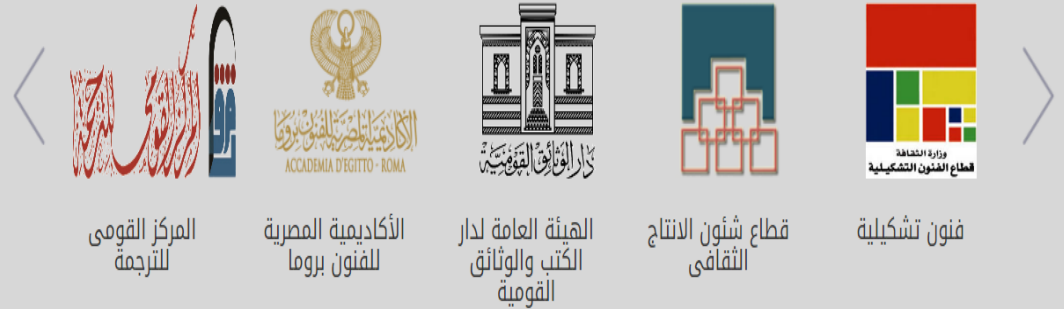 وزارة الثقافة
قطاع الفنون التشكيلية
فنون تشكيلية
قطاع شئون الانتاج
الثقافى
دار الوثائق القومية
الهيئة العامة لدار
الكتب والوثائق
القومية
الأكاديمية المصرية للفنون بروما
ACCADEMIA D'EGITTO - ROMA
الأكاديمية المصرية
للفنون بروما
المركز القومى للترجمة
المركز القومى
للترجمة